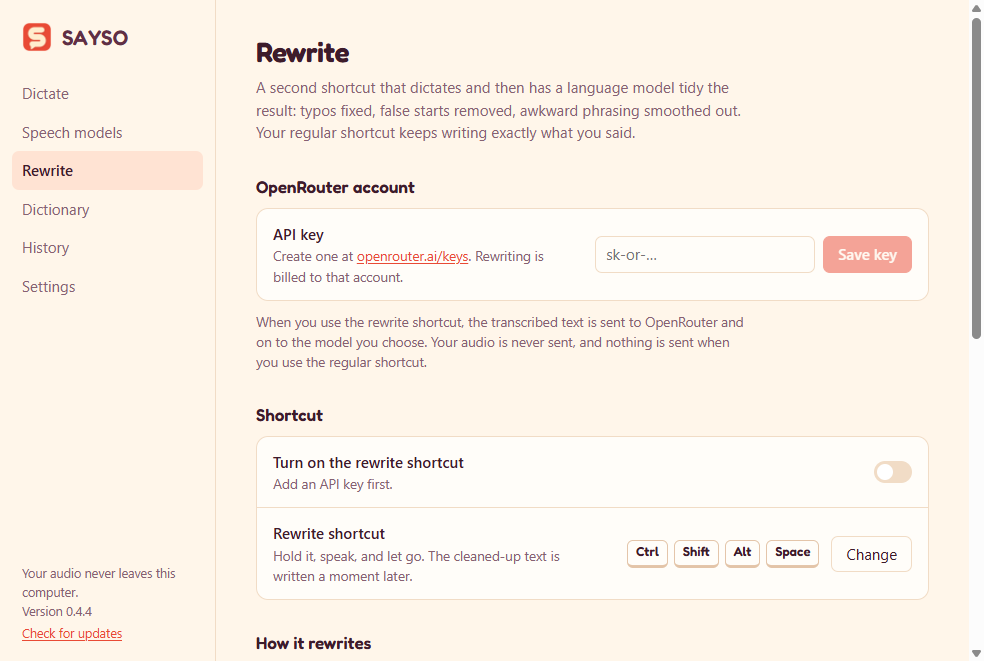 SAYSO
Dictate
Speech models
Rewrite
Dictionary
History
Settings
Your audio never leaves this
computer.
Version 0.4.4
Check for updates
Rewrite
A second shortcut that dictates and then has a language model tidy the
result: typos fixed, false starts removed, awkward phrasing smoothed out.
Your regular shortcut keeps writing exactly what you said.
OpenRouter account
API key
Create one at openrouter.ai/keys. Rewriting is
billed to that account.
sk-or-...
Save key
When you use the rewrite shortcut, the transcribed text is sent to OpenRouter and
on to the model you choose. Your audio is never sent, and nothing is sent when
you use the regular shortcut.
Shortcut
Turn on the rewrite shortcut
Add an API key first.
Rewrite shortcut
Hold it, speak, and let go. The cleaned-up text is
written a moment later.
Ctrl Shift Alt Space
Change
How it rewrites